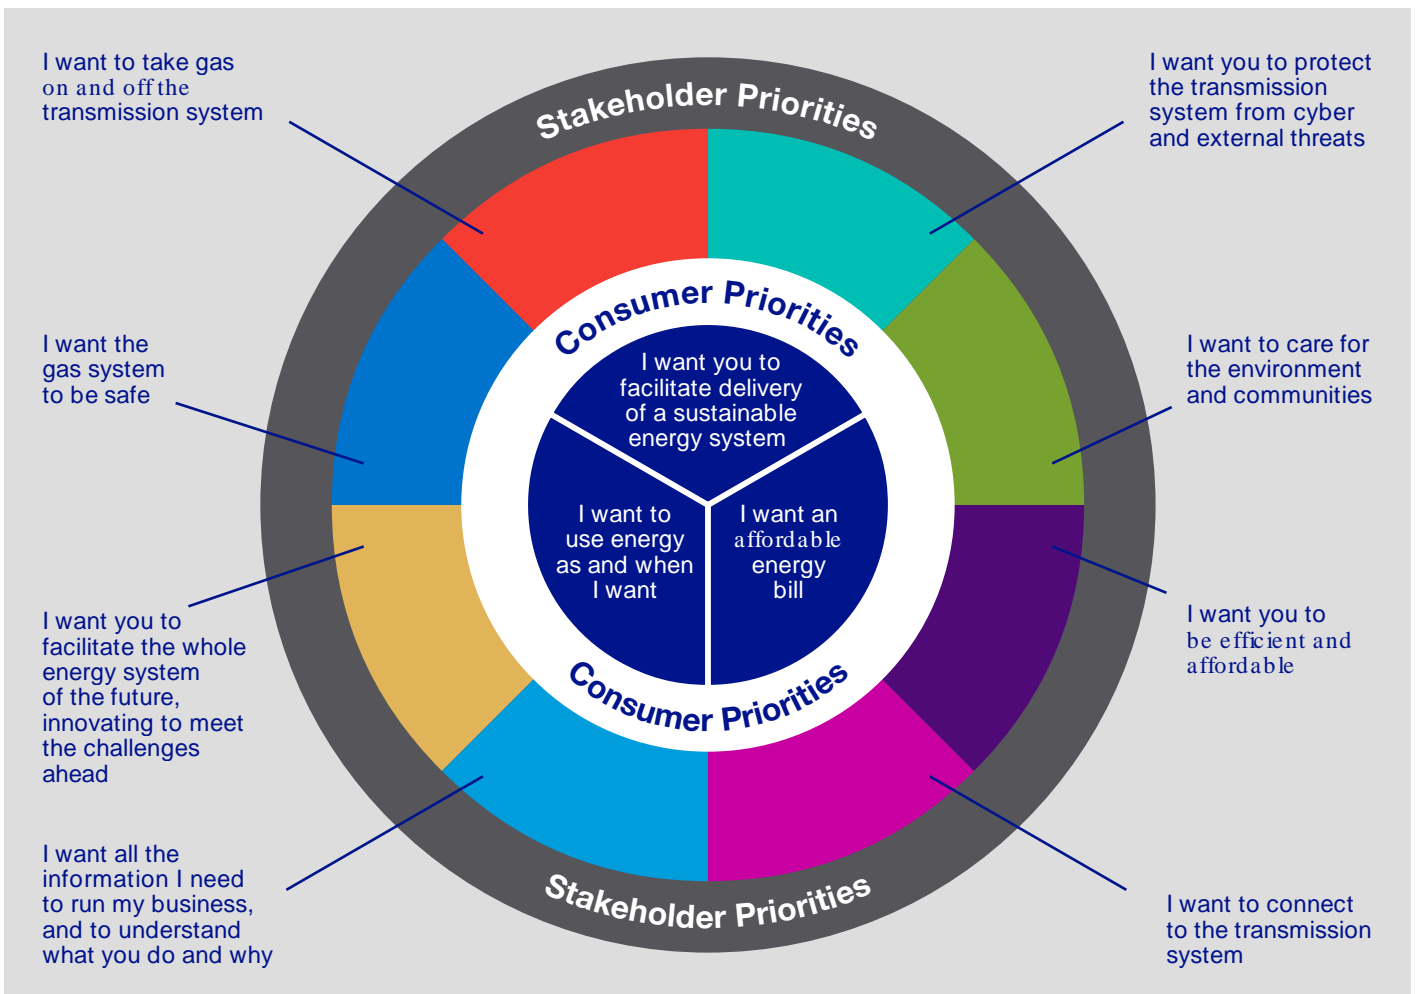 I want to take gas
on and off the
transmission system
I want you to protect
the transmission
system from cyber
and external threats
Stakeholder Priorities
Consumer Priorities
I want you to
facilitate delivery
of a sustainable
energy system
I want the
gas system
to be safe
I want to care for
the environment
and communities
I want to
use energy
as and when
I want
I want an
affordable
energy
bill
I want you to
facilitate the whole
energy system
of the future,
innovating to meet
the challenges
ahead
I want you to
be efficient and
affordable
Consumer Priorities
Stakeholder Priorities
I want all the
information I need
to run my business,
and to understand
what you do and why
I want to connect
to the transmission
system